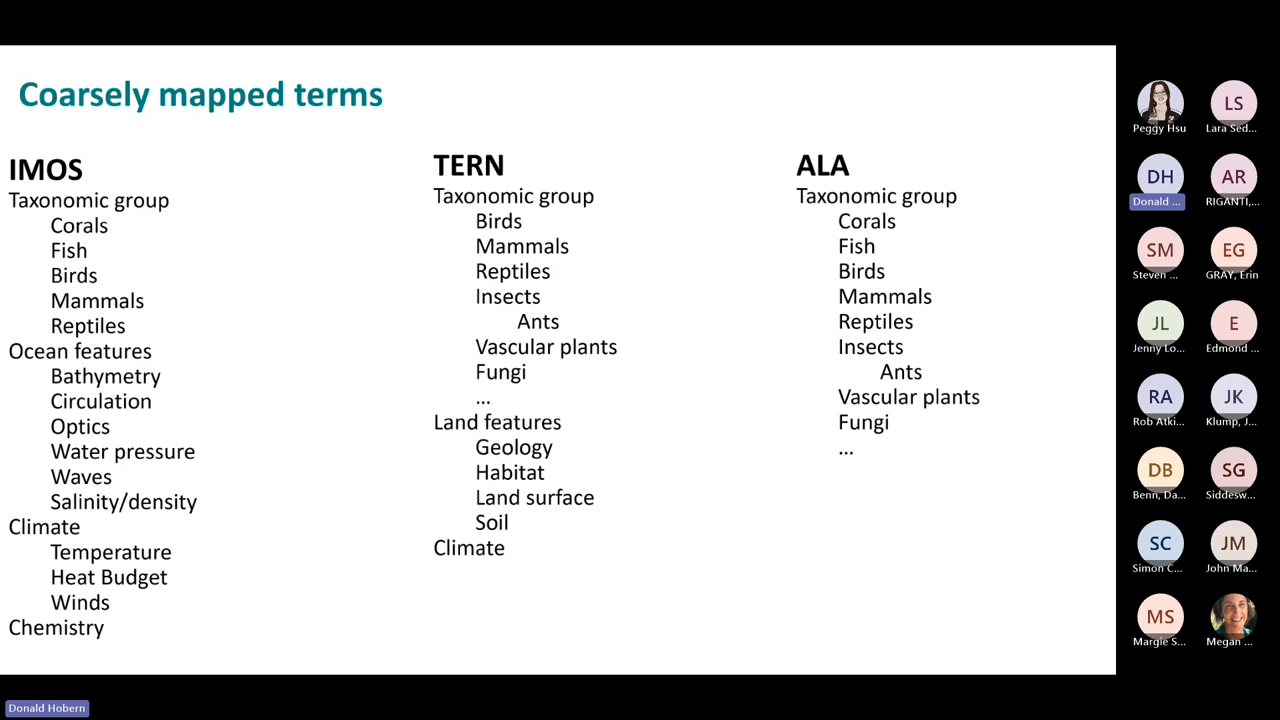 Coarsely mapped terms
IMOS
Taxonomic group
Corals
Fish
Birds
Mammals
Reptiles
Ocean features
Bathymetry
Circulation
Optics
Water pressure
Waves
Salinity/density
Climate
Temperature
Heat Budget
Winds
Chemistry
TERN
Taxonomic group
Birds
Mammals
Reptiles
Insects
Ants
Vascular plants
Fungi
...
Land features
Geology
Habitat
Land surface
Soil
Climate
ALA
Taxonomic group
Corals
Fish
Birds
Mammals
Reptiles
Insects
Ants
Vascular plants
Fungi
...
Peggy Hsu
LS
Lara Sed...
DH
Donald ...
AR
RIGANTI,...
SM
Steven ...
EG
GRAY, Erin
JL
Jenny Lo...
E
Edmond ...
RA
Rob Atki...
JK
Klump, J...
DB
Benn, Da...
SG
Siddesw...
SC
Simon C...
JM
John Ma...
MS
Margie S...
Megan ...
Donald Hobern